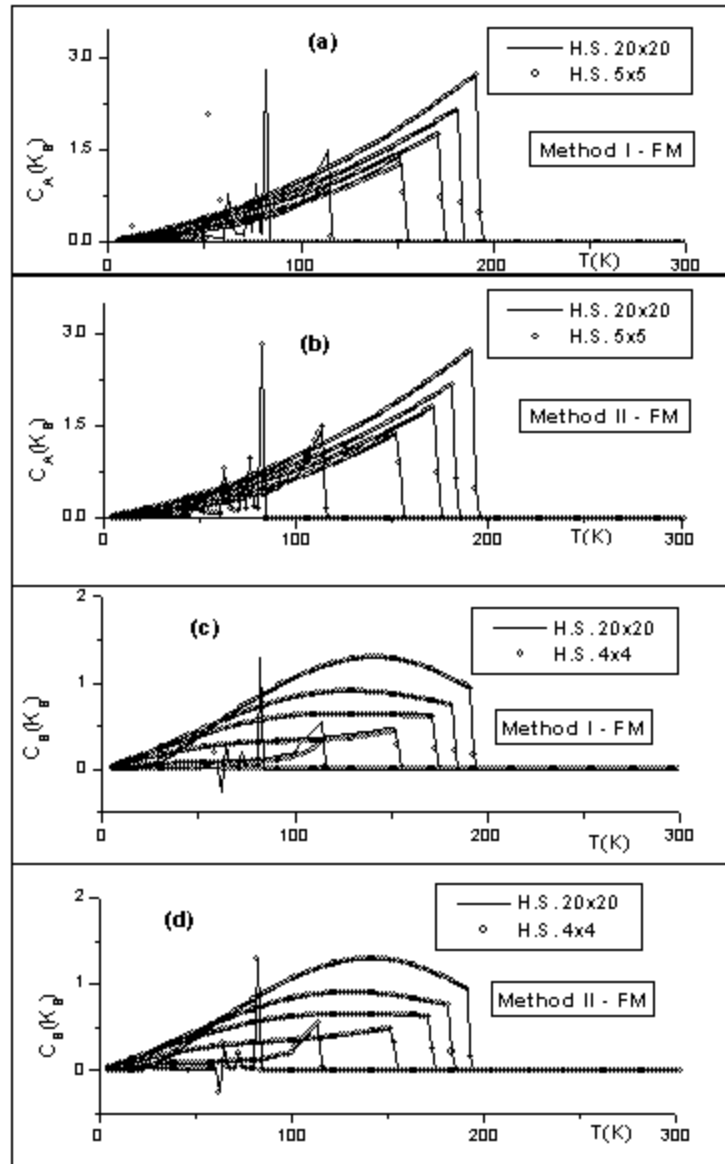 (a)
H.S. 20x20
H.S. 5x5
Method I - FM
C_A(K_B)
3.0
1.5
0.0
0
100
200
300
T(K)
(b)
H.S. 20x20
H.S. 5x5
Method II - FM
C_A(K_B)
3.0
1.5
0.0
0
100
200
300
T(K)
(c)
H.S. 20x20
H.S. 4x4
Method I - FM
C_B(K_B)
2
1
0
0
100
200
300
T(K)
(d)
H.S. 20x20
H.S. 4x4
Method II - FM
C_B(K_B)
2
1
0
0
100
200
300
T(K)